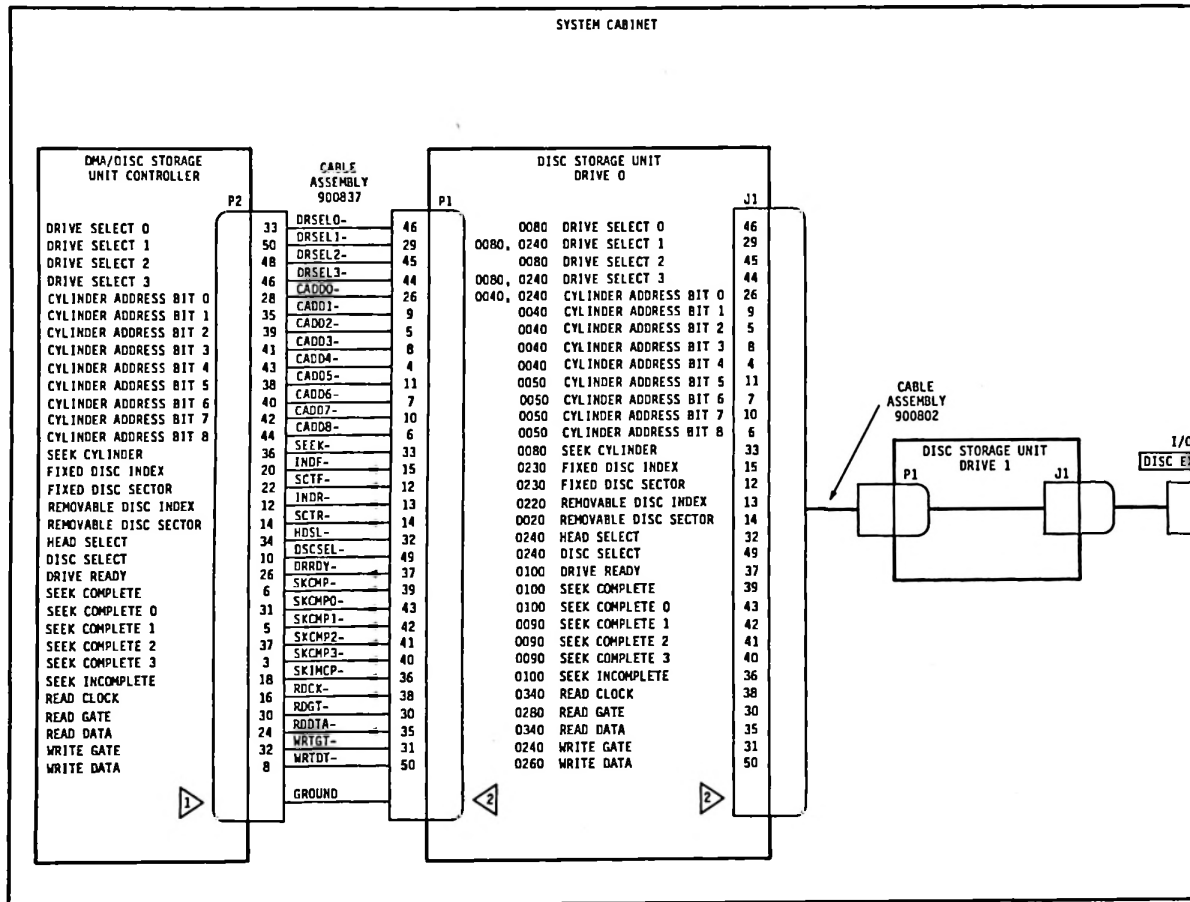 SYSTEM CABINET
DMA/DISC STORAGE
UNIT CONTROLLER
P2
DRIVE SELECT 0 33
DRIVE SELECT 1 50
DRIVE SELECT 2 48
DRIVE SELECT 3 46
CYLINDER ADDRESS BIT 0 28
CYLINDER ADDRESS BIT 1 35
CYLINDER ADDRESS BIT 2 39
CYLINDER ADDRESS BIT 3 41
CYLINDER ADDRESS BIT 4 43
CYLINDER ADDRESS BIT 5 38
CYLINDER ADDRESS BIT 6 40
CYLINDER ADDRESS BIT 7 42
CYLINDER ADDRESS BIT 8 44
SEEK CYLINDER 36
FIXED DISC INDEX 20
FIXED DISC SECTOR 22
REMOVABLE DISC INDEX 12
REMOVABLE DISC SECTOR 14
HEAD SELECT 34
DISC SELECT 10
DRIVE READY 26
SEEK COMPLETE 6
SEEK COMPLETE 0 31
SEEK COMPLETE 1 5
SEEK COMPLETE 2 37
SEEK COMPLETE 3 3
SEEK INCOMPLETE 18
READ CLOCK 16
READ GATE 30
READ DATA 24
WRITE GATE 32
WRITE DATA 8
1
CABLE
ASSEMBLY
900837
P1
DRSEL0- 46
DRSEL1- 29
DRSEL2- 45
DRSEL3- 44
CADD0- 26
CADD1- 9
CADD2- 5
CADD3- 8
CADD4- 4
CADD5- 11
CADD6- 7
CADD7- 10
CADD8- 6
SEEK- 33
INDF- 15
SCTF- 12
INDR- 13
SCTR- 14
HDSL- 32
DSCSEL- 49
DRRDY- 37
SKCMP- 39
SKCMP0- 43
SKCMP1- 42
SKCMP2- 41
SKCMP3- 40
SKIMCP- 36
RDCK- 38
RDGT- 30
RDDTA- 35
WRTGT- 31
WRTDT- 50
GROUND
2
DISC STORAGE UNIT
DRIVE 0
J1
0080 DRIVE SELECT 0 46
0080, 0240 DRIVE SELECT 1 29
0080 DRIVE SELECT 2 45
0080, 0240 DRIVE SELECT 3 44
0040, 0240 CYLINDER ADDRESS BIT 0 26
0040 CYLINDER ADDRESS BIT 1 9
0040 CYLINDER ADDRESS BIT 2 5
0040 CYLINDER ADDRESS BIT 3 8
0040 CYLINDER ADDRESS BIT 4 4
0050 CYLINDER ADDRESS BIT 5 11
0050 CYLINDER ADDRESS BIT 6 7
0050 CYLINDER ADDRESS BIT 7 10
0050 CYLINDER ADDRESS BIT 8 6
0080 SEEK CYLINDER 33
0230 FIXED DISC INDEX 15
0230 FIXED DISC SECTOR 12
0220 REMOVABLE DISC INDEX 13
0020 REMOVABLE DISC SECTOR 14
0240 HEAD SELECT 32
0240 DISC SELECT 49
0100 DRIVE READY 37
0100 SEEK COMPLETE 39
0100 SEEK COMPLETE 0 43
0090 SEEK COMPLETE 1 42
0090 SEEK COMPLETE 2 41
0090 SEEK COMPLETE 3 40
0100 SEEK INCOMPLETE 36
0340 READ CLOCK 38
0280 READ GATE 30
0340 READ DATA 35
0240 WRITE GATE 31
0260 WRITE DATA 50
2
CABLE
ASSEMBLY
900802
DISC STORAGE UNIT
DRIVE 1
P1
J1
DISC